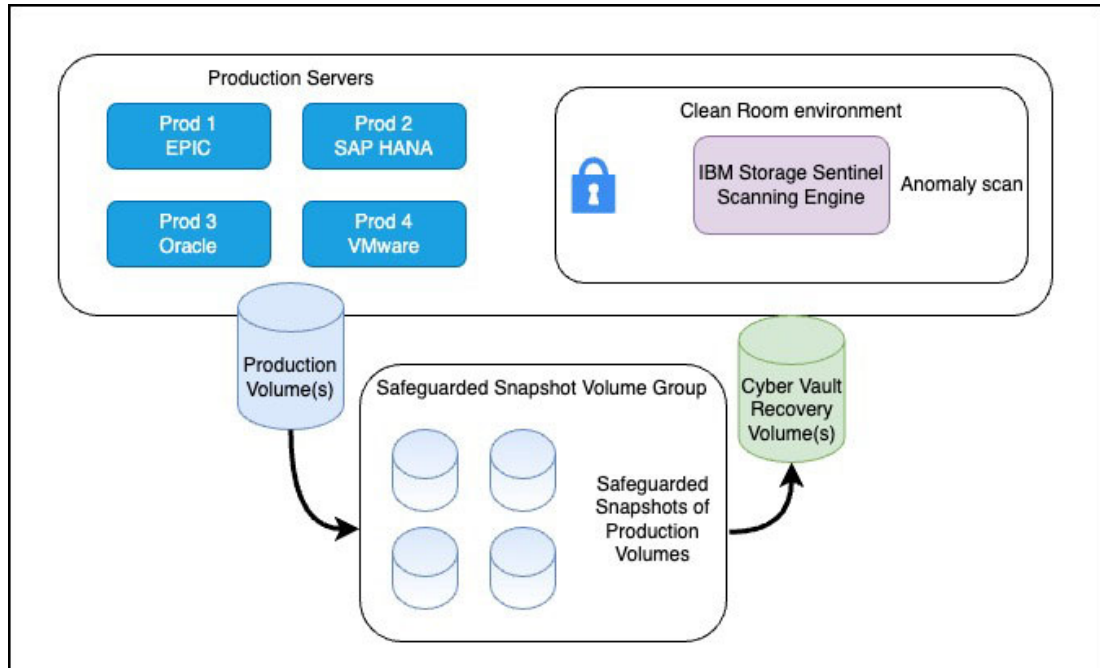 Production Servers
Prod 1
EPIC
Prod 2
SAP HANA
Prod 3
Oracle
Prod 4
VMware
Clean Room environment
IBM Storage Sentinel
Scanning Engine
Anomaly scan
Production
Volume(s)
Safeguarded Snapshot Volume Group
Safeguarded
Snapshots of
Production
Volumes
Cyber Vault
Recovery
Volume(s)